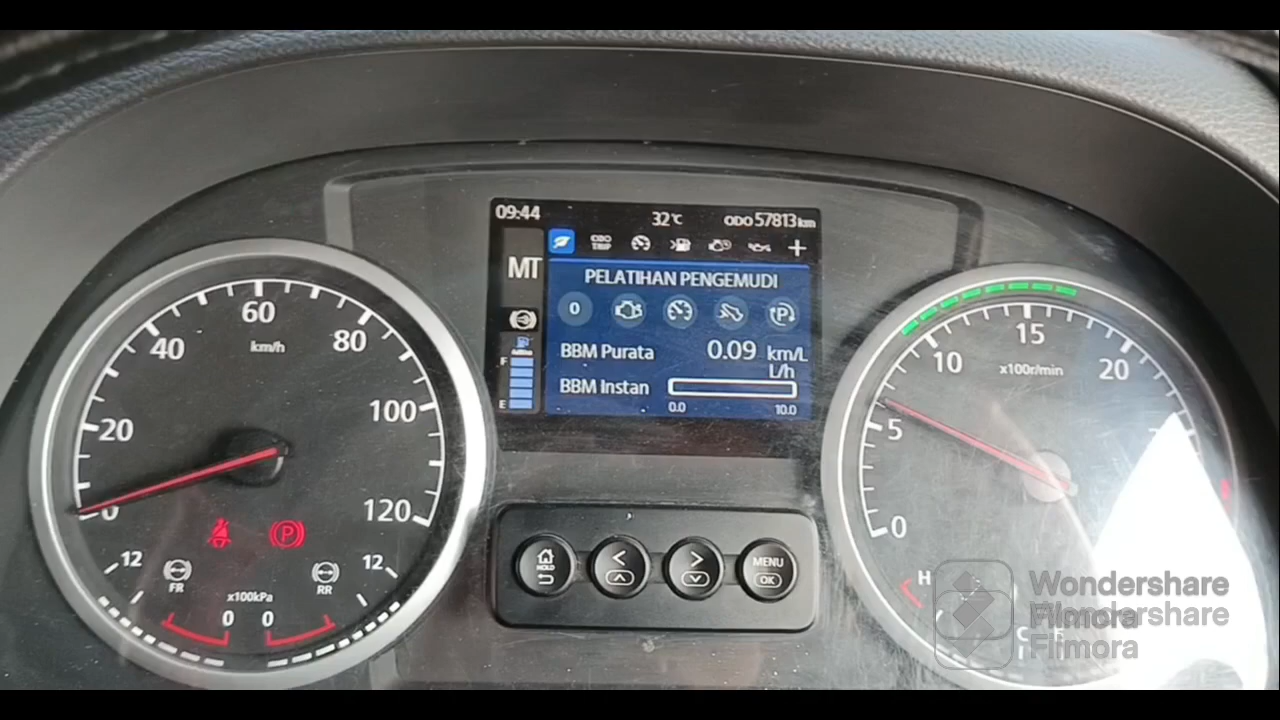 09:44 32°C ODO 57813 km
ODO TRIP
MT
PELATIHAN PENGEMUDI
0
P
BBM Purata 0.09 km/L
L/h
BBM Instan
0.0 10.0
F
E
0
20
40
60
80
100
120
km/h
P
12 12
FR RR
x100kPa
0 0
0
5
10
15
20
x100r/min
H
C
HOLD
< >
MENU
OK
Wondershare
Filmora
Wondershare
Filmora